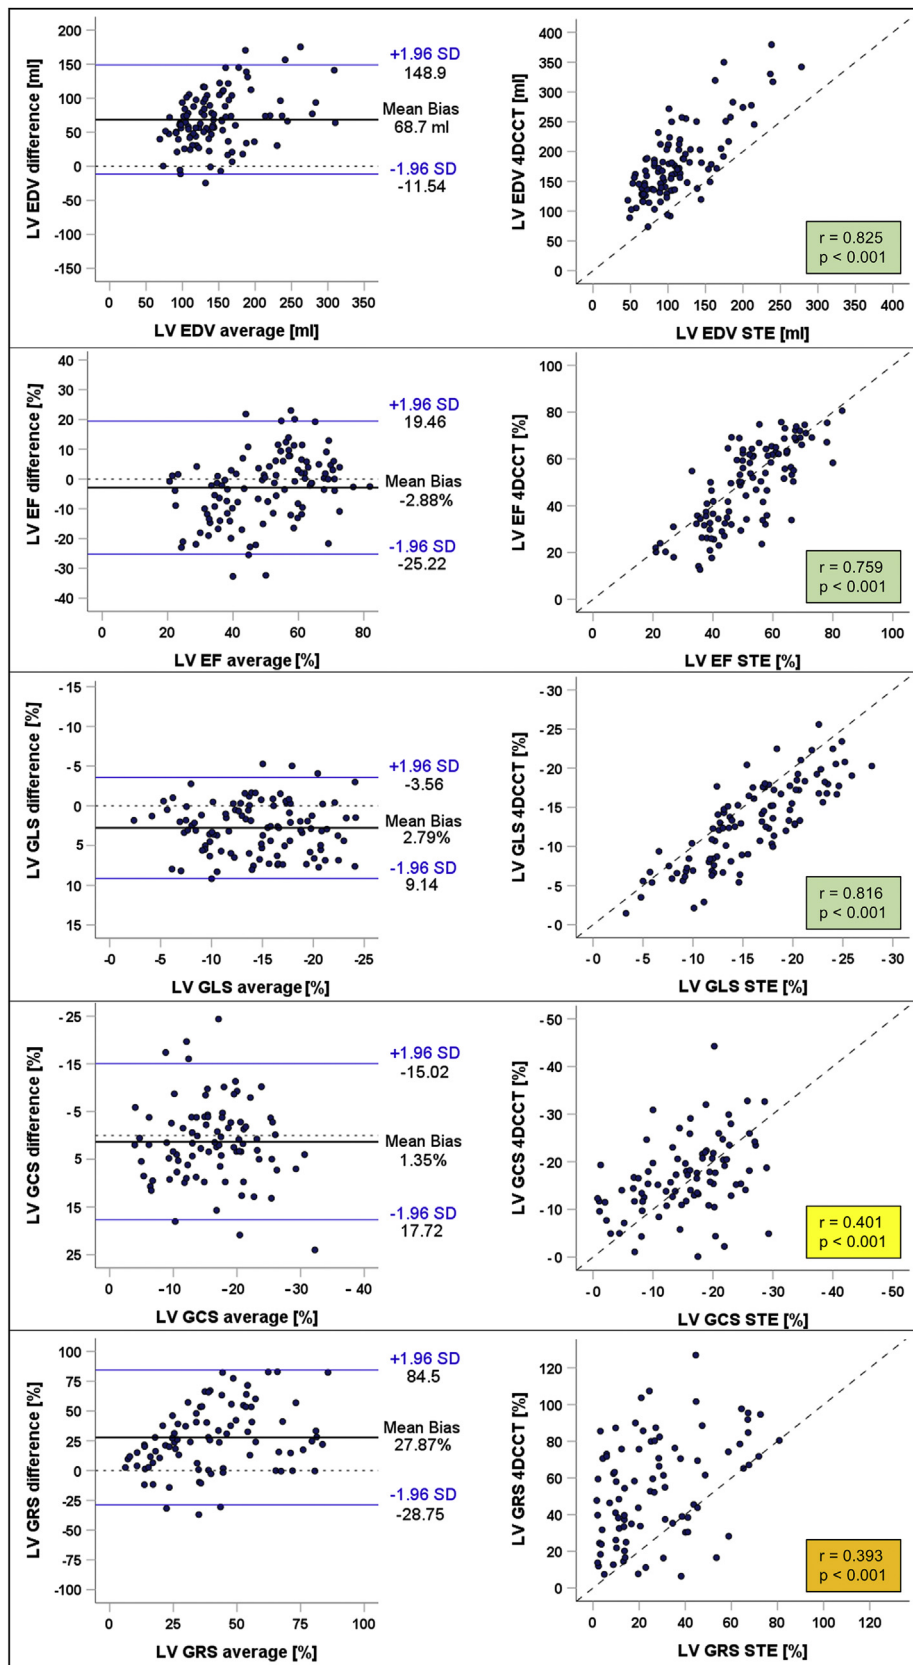 LV EDV difference [ml]
200
150
100
50
0
-50
-100
-150
0 50 100 150 200 250 300 350
LV EDV average [ml]
+1.96 SD
148.9
Mean Bias
68.7 ml
-1.96 SD
-11.54
LV EDV 4DCCT [ml]
400
350
300
250
200
150
100
50
0
0 50 100 150 200 250 300 350 400
LV EDV STE [ml]
r = 0.825
p < 0.001
LV EF difference [%]
40
30
20
10
0
-10
-20
-30
-40
0 20 40 60 80
LV EF average [%]
+1.96 SD
19.46
Mean Bias
-2.88%
-1.96 SD
-25.22
LV EF 4DCCT [%]
100
80
60
40
20
0
0 20 40 60 80 100
LV EF STE [%]
r = 0.759
p < 0.001
LV GLS difference [%]
-15
-10
-5
0
5
10
15
-0 -5 -10 -15 -20 -25
LV GLS average [%]
+1.96 SD
-3.56
Mean Bias
2.79%
-1.96 SD
9.14
LV GLS 4DCCT [%]
-30
-25
-20
-15
-10
-5
-0
-0 -5 -10 -15 -20 -25 -30
LV GLS STE [%]
r = 0.816
p < 0.001
LV GCS difference [%]
-25
-15
-5
5
15
25
0 -10 -20 -30 -40
LV GCS average [%]
+1.96 SD
-15.02
Mean Bias
1.35%
-1.96 SD
17.72
LV GCS 4DCCT [%]
-50
-40
-30
-20
-10
-0
-0 -10 -20 -30 -40 -50
LV GCS STE [%]
r = 0.401
p < 0.001
LV GRS difference [%]
100
75
50
25
0
-25
-50
-75
-100
0 25 50 75 100
LV GRS average [%]
+1.96 SD
84.5
Mean Bias
27.87%
-1.96 SD
-28.75
LV GRS 4DCCT [%]
120
100
80
60
40
20
0
0 20 40 60 80 100 120
LV GRS STE [%]
r = 0.393
p < 0.001